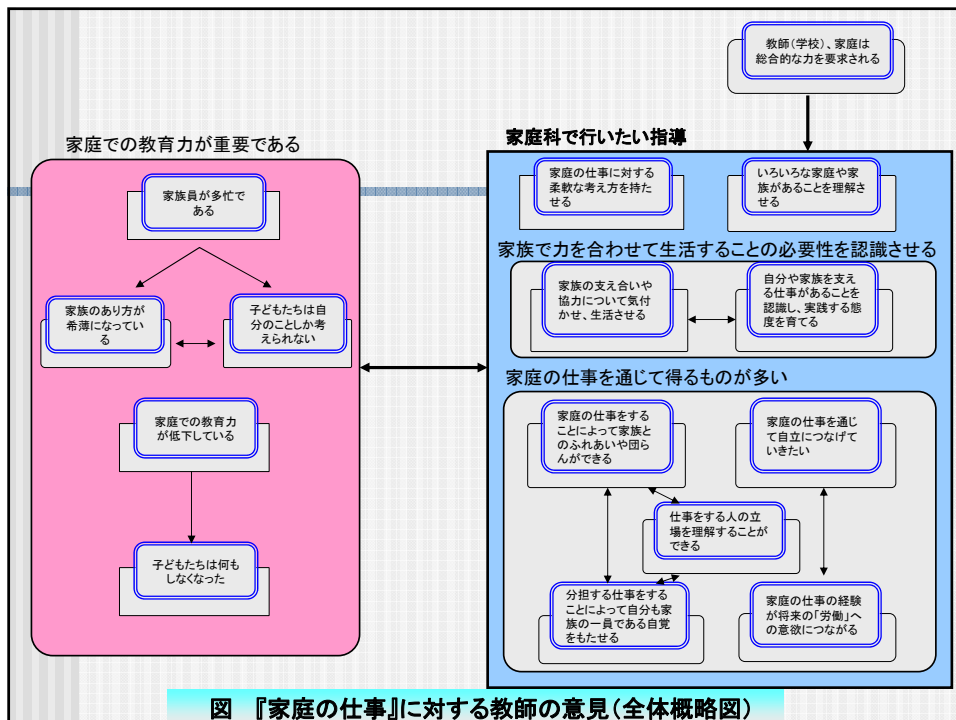 教師(学校)、家庭は
総合的な力を要求される
家庭での教育力が重要である
家族員が多忙で
ある
家族のあり方が
希薄になってい
る
子どもたちは自
分のことしか考
えられない
家庭での教育力
が低下している
子どもたちは何も
しなくなった
家庭科で行いたい指導
家庭の仕事に対する
柔軟な考え方を持た
せる
いろいろな家庭や家
族があることを理解さ
せる
家族で力を合わせて生活することの必要性を認識させる
家族の支え合いや
協力について気付
かせ、生活させる
自分や家族を支え
る仕事があることを
認識し、実践する態
度を育てる
家庭の仕事を通じて得るものが多い
家庭の仕事をする
ことによって家族と
のふれあいや団ら
んができる
家庭の仕事を通じ
て自立につなげて
いきたい
仕事をする人の立
場を理解することが
できる
分担する仕事をする
ことによって自分も家
族の一員である自覚
をもたせる
家庭の仕事の経験
が将来の「労働」へ
の意欲につながる
図 『家庭の仕事』に対する教師の意見(全体概略図)